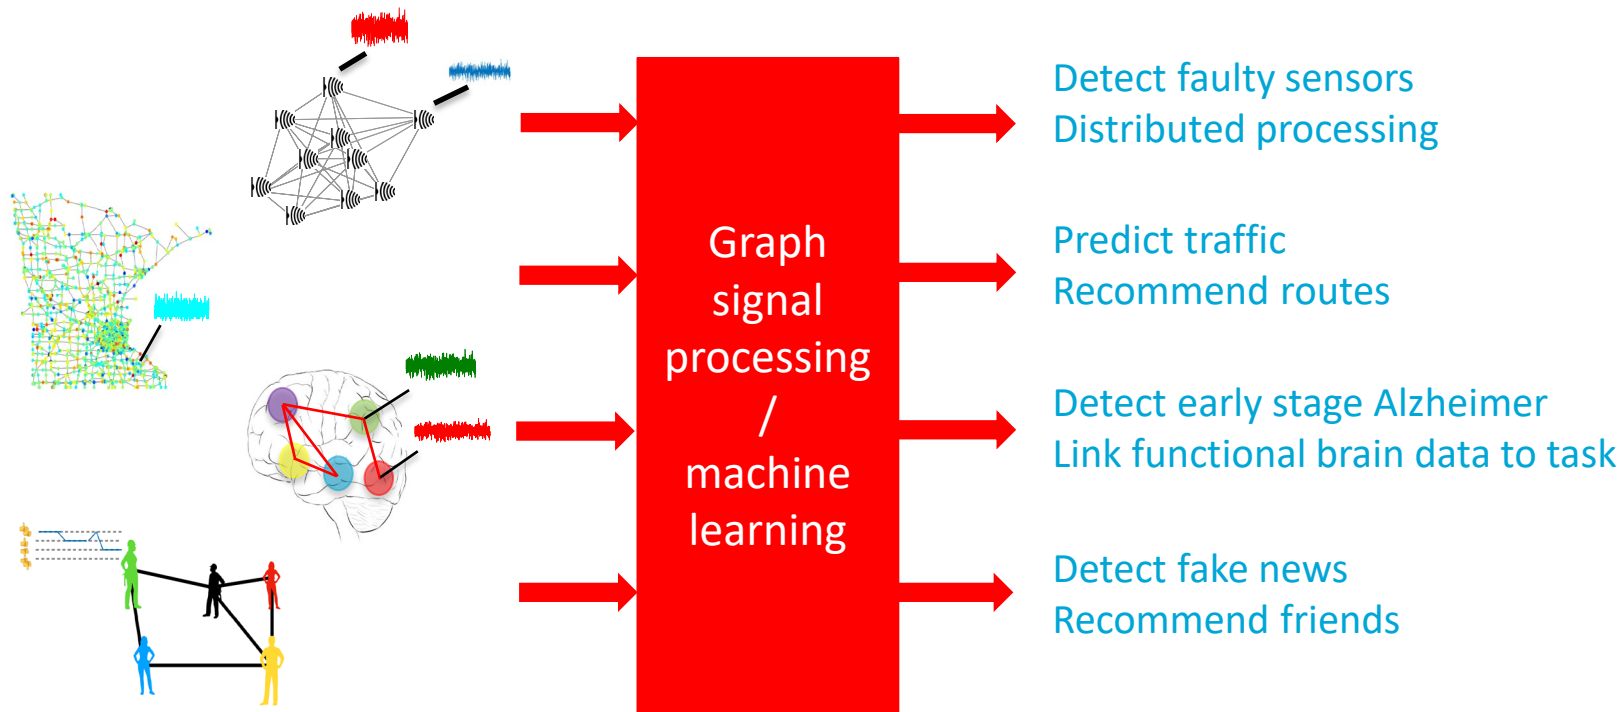 Detect faulty sensors
Distributed processing
Graph
signal
processing
/
machine
learning
Predict traffic
Recommend routes
Detect early stage Alzheimer
Link functional brain data to task
Detect fake news
Recommend friends